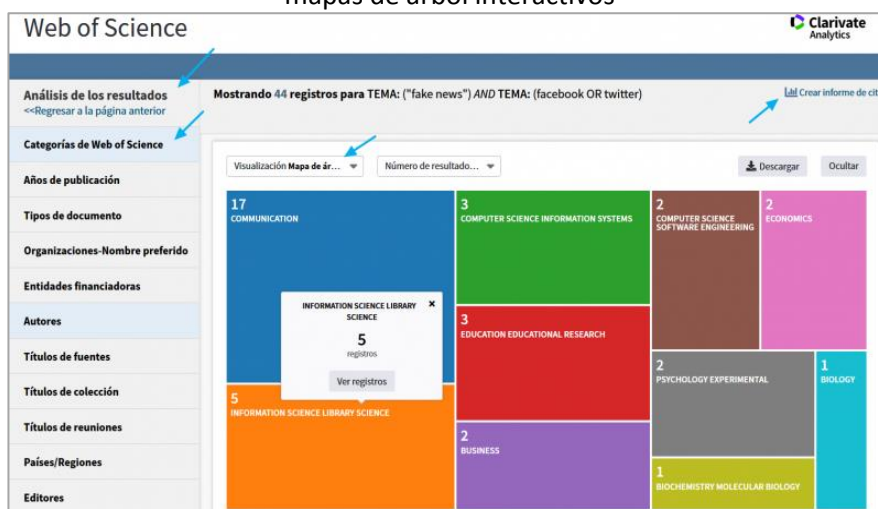 mapas de árbol interactivos
Web of Science
Clarivate
Analytics
Análisis de los resultados
<<Regresar a la página anterior
Mostrando 44 registros para TEMA: ("fake news") AND TEMA: (facebook OR twitter)
Crear informe de cit
Categorías de Web of Science
Años de publicación
Tipos de documento
Organizaciones-Nombre preferido
Entidades financiadoras
Autores
Títulos de fuentes
Títulos de colección
Títulos de reuniones
Países/Regiones
Editores
Visualización Mapa de ár...
Número de resultado...
Descargar
Ocultar
17
COMMUNICATION
3
COMPUTER SCIENCE INFORMATION SYSTEMS
2
COMPUTER SCIENCE
SOFTWARE ENGINEERING
2
ECONOMICS
INFORMATION SCIENCE LIBRARY
SCIENCE
×
5
registros
Ver registros
3
EDUCATION EDUCATIONAL RESEARCH
2
PSYCHOLOGY EXPERIMENTAL
1
BIOLOGY
5
INFORMATION SCIENCE LIBRARY SCIENCE
2
BUSINESS
1
BIOCHEMISTRY MOLECULAR BIOLOGY